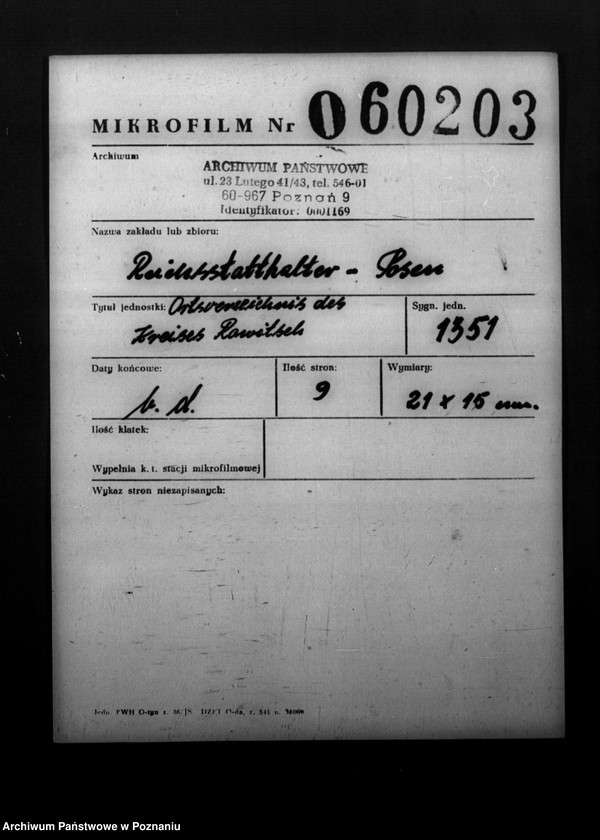 MIKROFILM Nr 060203
Archiwum
ARCHIWUM PAŃSTWOWE
ul. 23 Lutego 41/43, tel. 546-01
60-967 Poznań 9
Identyfikator: 0001169
Nazwa zakładu lub zbioru:
Reichsstatthalter - Posen
Tytuł jednostki: Ortsverzeichnis des
Kreises Rawitsch
Sygn. jedn.
1351
Daty końcowe:
b. d.
Ilość stron:
9
Wymiary:
21 x 15 cm.
Ilość klatek:
Wypełnia k. t. stacji mikrofilmowej
Wykaz stron niezapisanych:
Archiwum Państwowe w Poznaniu